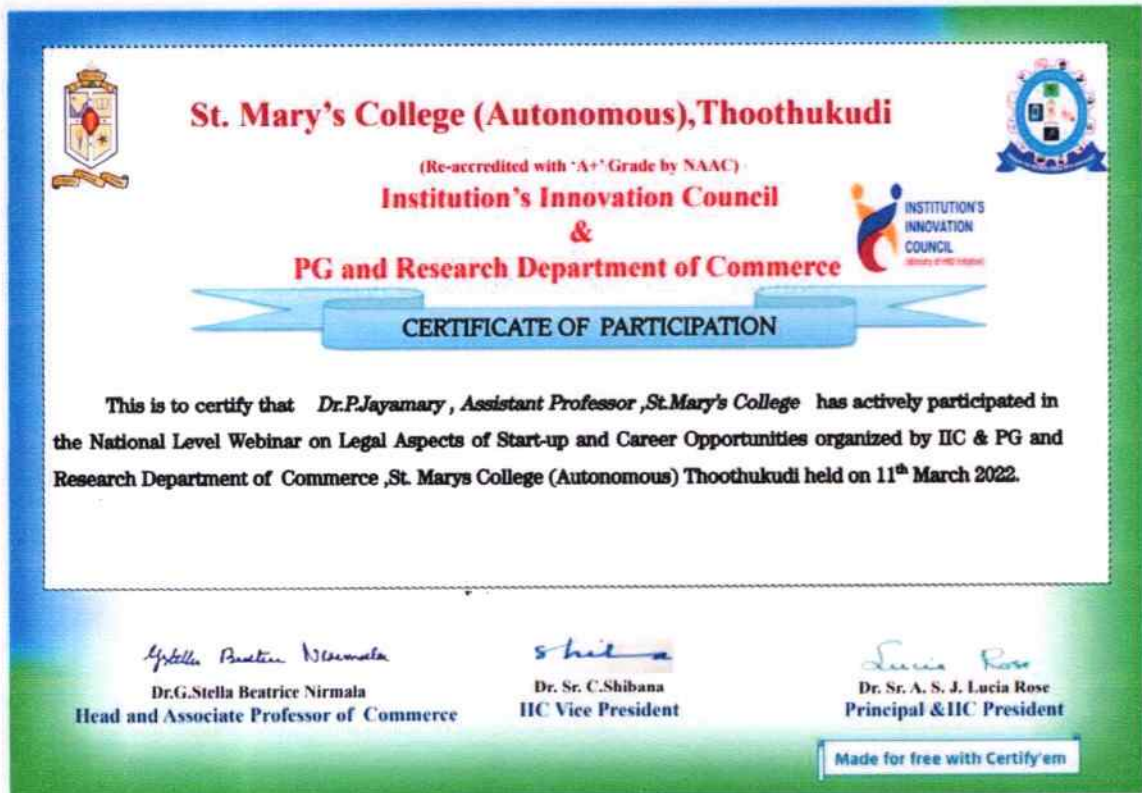 St. Mary's College (Autonomous),Thoothukudi
(Re-accredited with 'A+' Grade by NAAC)
Institution's Innovation Council
&
PG and Research Department of Commerce
INSTITUTION'S
INNOVATION
COUNCIL
CERTIFICATE OF PARTICIPATION
This is to certify that Dr.P.Jayamary , Assistant Professor ,St.Mary's College has actively participated in
the National Level Webinar on Legal Aspects of Start-up and Career Opportunities organized by IIC & PG and
Research Department of Commerce ,St. Marys College (Autonomous) Thoothukudi held on 11th March 2022.
Shib
Lucia Rose
Dr.G.Stella Beatrice Nirmala
Head and Associate Professor of Commerce
Dr. Sr. C.Shibana
IIC Vice President
Dr. Sr. A. S. J. Lucia Rose
Principal &IIC President
Made for free with Certify'em